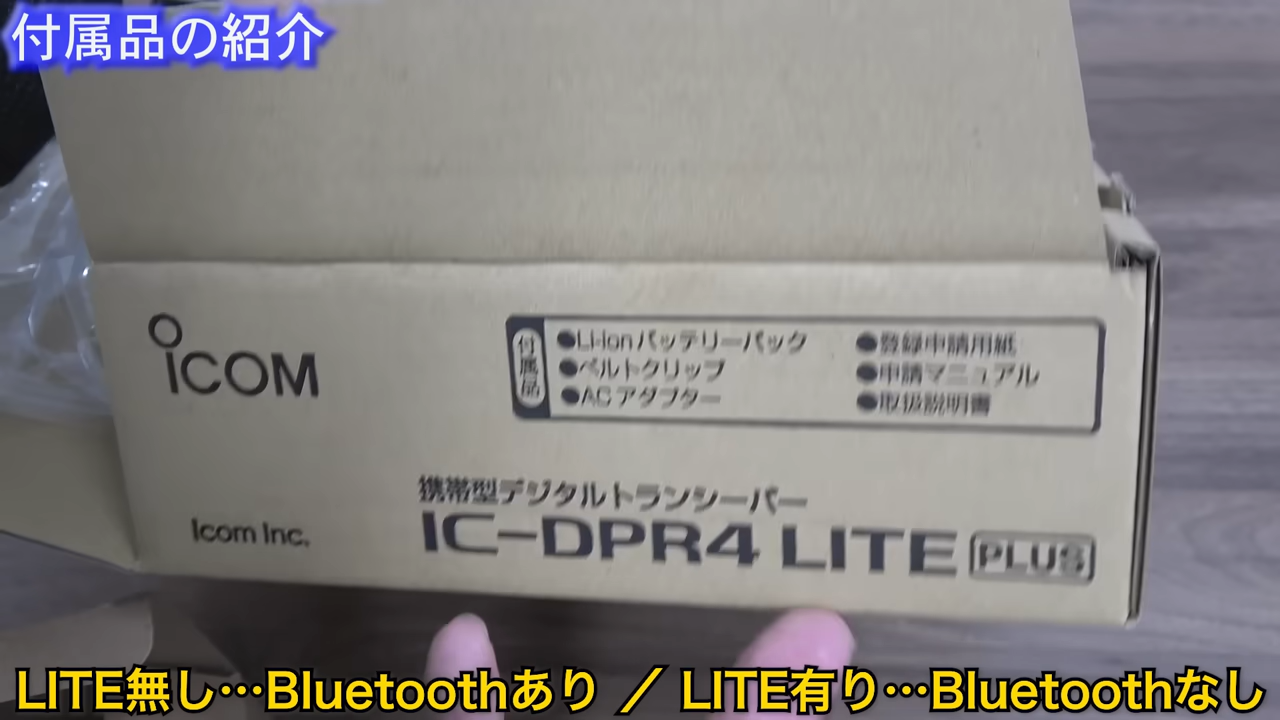 付属品の紹介
ICOM
付属品
●Li-ionバッテリーパック
●ベルトクリップ
●ACアダプター
●登録申請用紙
●申請マニュアル
●取扱説明書
携帯型デジタルトランシーバー
Icom Inc.
IC-DPR4 LITE PLUS
LITE無し…Bluetoothあり ／ LITE有り…Bluetoothなし